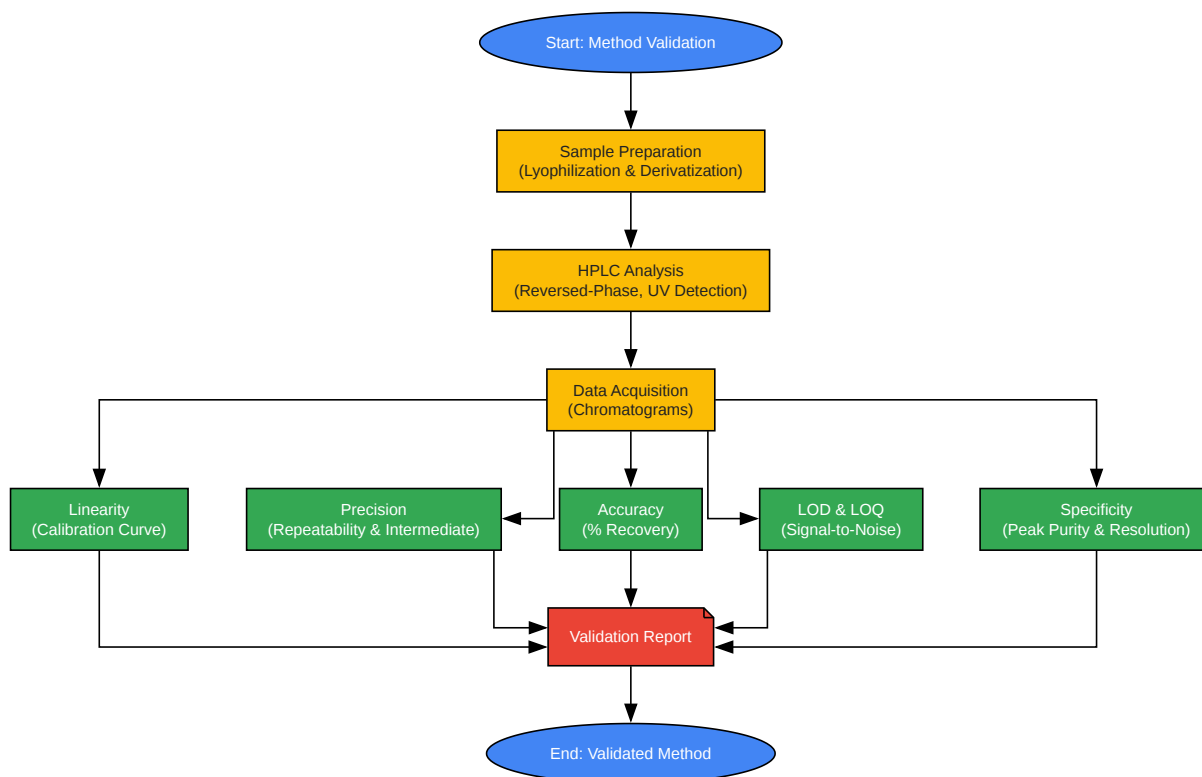 Start: Method Validation
Sample Preparation
(Lyophilization & Derivatization)
HPLC Analysis
(Reversed-Phase, UV Detection)
Data Acquisition
(Chromatograms)
Linearity
(Calibration Curve)
Precision
(Repeatability & Intermediate)
Accuracy
(% Recovery)
LOD & LOQ
(Signal-to-Noise)
Specificity
(Peak Purity & Resolution)
Validation Report
End: Validated Method